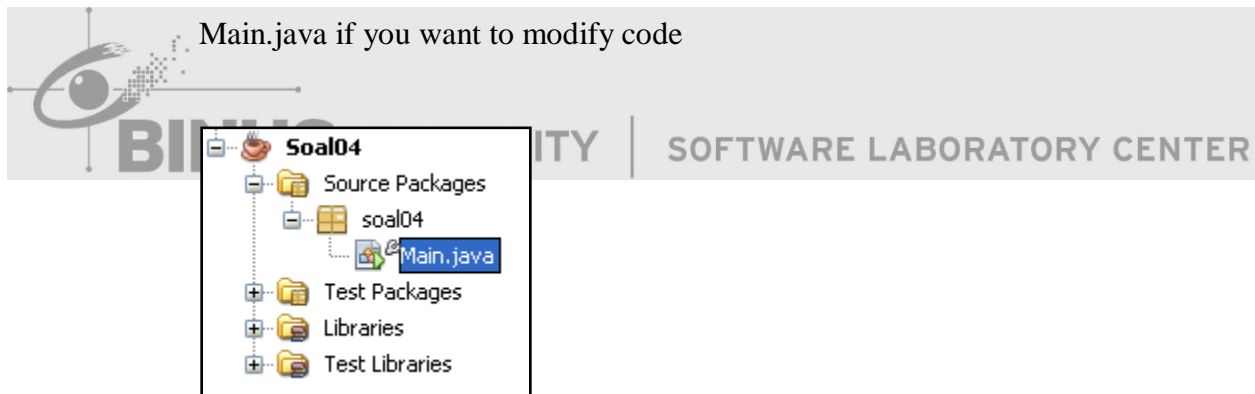 Main.java if you want to modify code
ITY | SOFTWARE LABORATORY CENTER
Soal04
Source Packages
soal04
Main.java
Test Packages
Libraries
Test Libraries